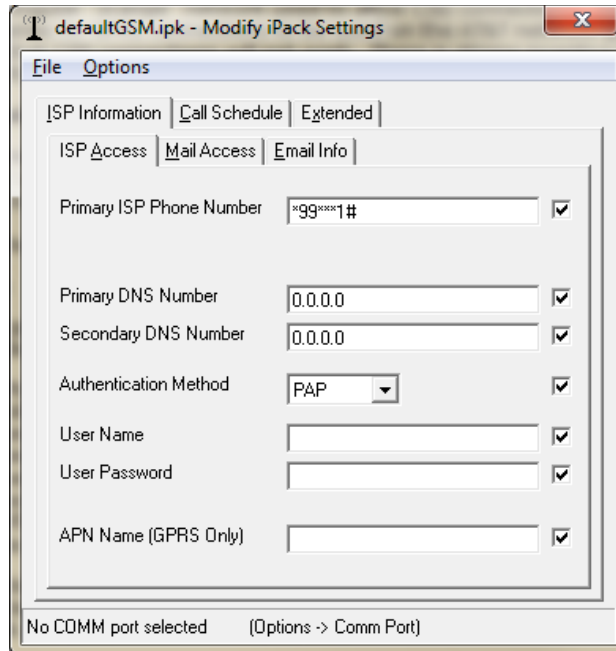 defaultGSM.ipk - Modify iPack Settings
File Options
ISP Information Call Schedule Extended
ISP Access Mail Access Email Info
Primary ISP Phone Number *99***1#
Primary DNS Number 0.0.0.0
Secondary DNS Number 0.0.0.0
Authentication Method PAP
User Name
User Password
APN Name (GPRS Only)
No COMM port selected (Options -> Comm Port)